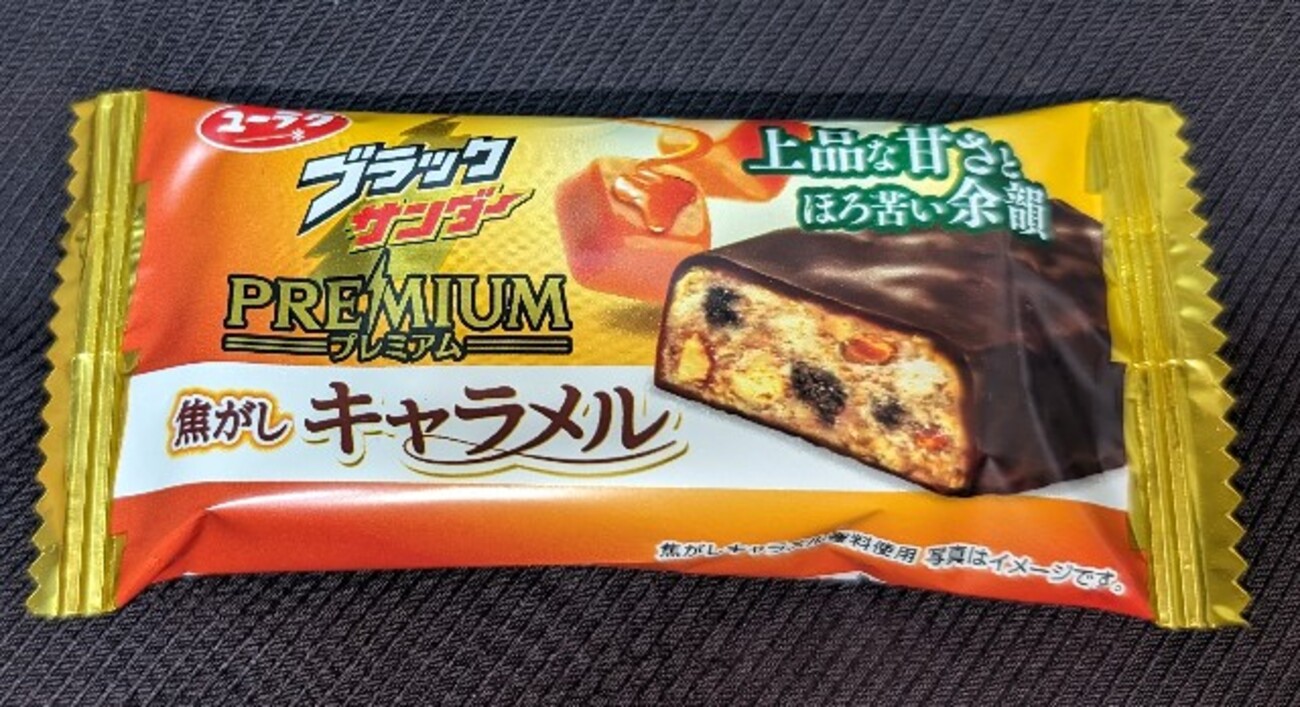 ユーラク
ブラック
サンダー
PREMIUM
プレミアム
上品な甘さと
ほろ苦い余韻
焦がし キャラメル
焦がしキャラメル 料使用 写真はイメージです。